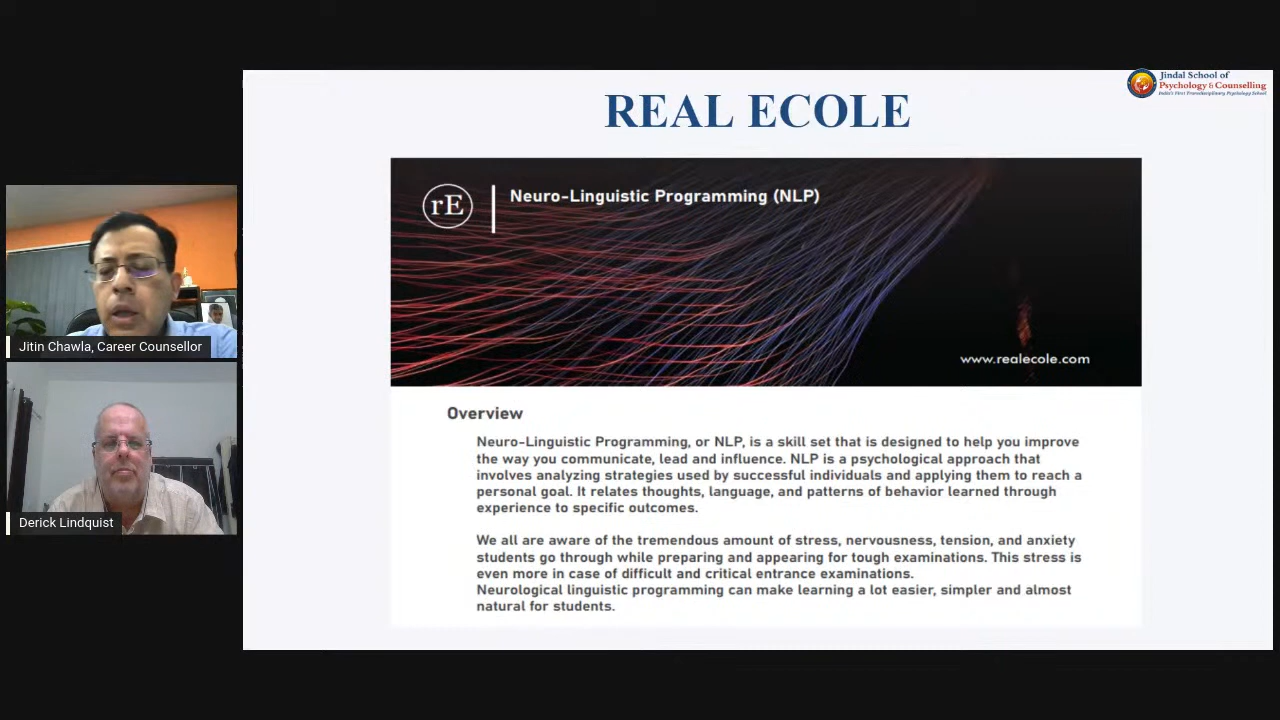 Jindal School of
Psychology & Counselling
India's First Transdisciplinary Psychology School
REAL ECOLE
rE
Neuro-Linguistic Programming (NLP)
www.realecole.com
Overview
Neuro-Linguistic Programming, or NLP, is a skill set that is designed to help you improve
the way you communicate, lead and influence. NLP is a psychological approach that
involves analyzing strategies used by successful individuals and applying them to reach a
personal goal. It relates thoughts, language, and patterns of behavior learned through
experience to specific outcomes.
We all are aware of the tremendous amount of stress, nervousness, tension, and anxiety
students go through while preparing and appearing for tough examinations. This stress is
even more in case of difficult and critical entrance examinations.
Neurological linguistic programming can make learning a lot easier, simpler and almost
natural for students.
Jitin Chawla, Career Counsellor
Derick Lindquist